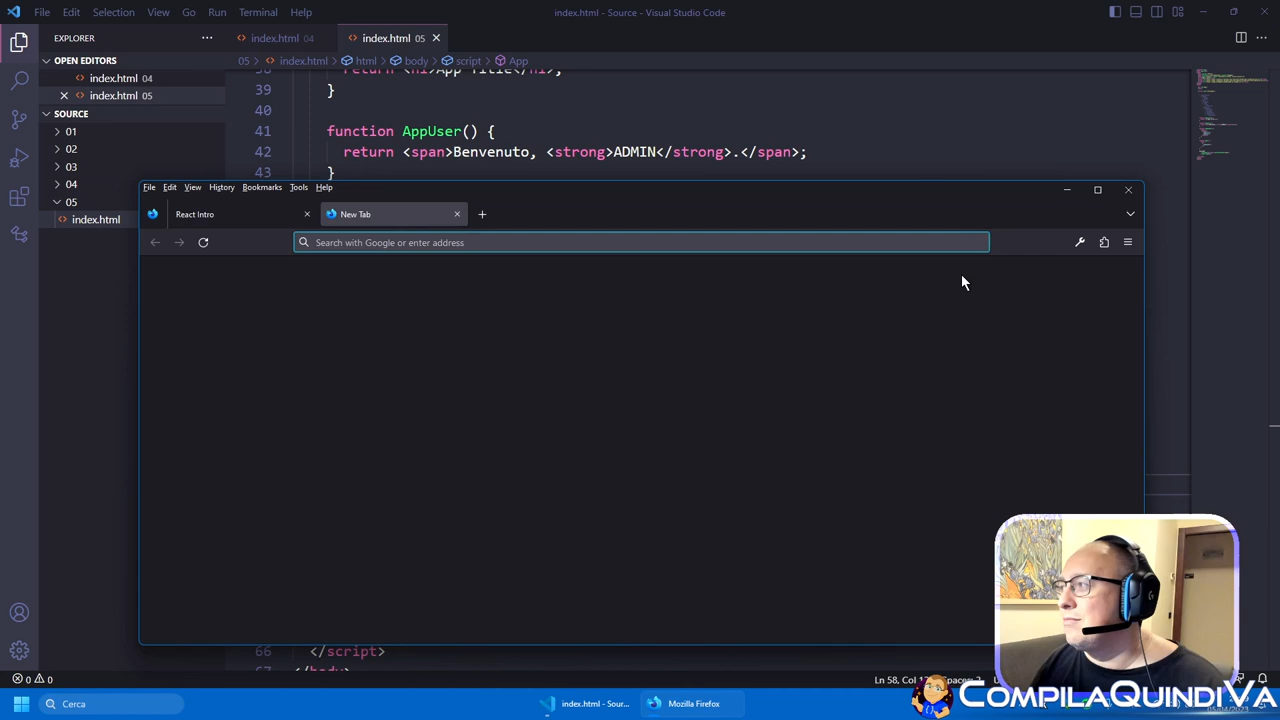 File Edit Selection View Go Run Terminal Help
index.html - Source - Visual Studio Code
EXPLORER
index.html 04
index.html 05
OPEN EDITORS
05 > index.html > html > body > script > App
index.html 04
index.html 05
SOURCE
39 }
40
41 function AppUser() {
42 return <span>Benvenuto, <strong>ADMIN</strong>.</span>;
43 }
01
02
03
04
05
index.html
File Edit View History Bookmarks Tools Help
React Intro
New Tab
Search with Google or enter address
66 </script>
0 0
Mozilla Firefox
index.html - Sour...
Cerca
COMPILAQUINDIVA